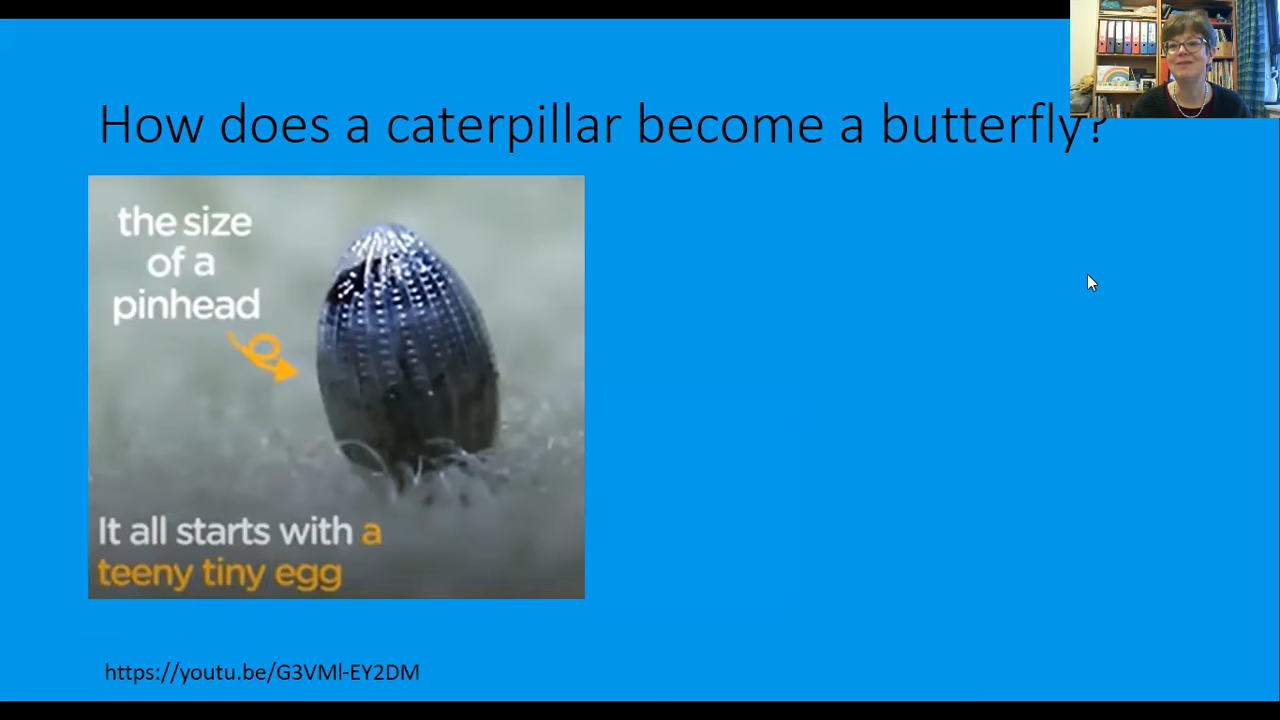 How does a caterpillar become a butterfly?
the size
of a
pinhead
It all starts with a
teeny tiny egg
https://youtu.be/G3VMl-EY2DM